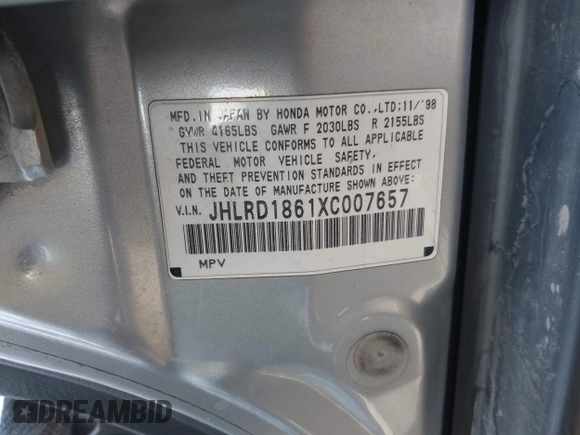 MFD. IN JAPAN BY HONDA MOTOR CO.,LTD:11/'98
GVWR 4165LBS GAWR F 2030LBS R 2155LBS
THIS VEHICLE CONFORMS TO ALL APPLICABLE
FEDERAL MOTOR VEHICLE SAFETY,
AND THEFT PREVENTION STANDARDS IN EFFECT
ON THE DATE OF MANUFACTURE SHOWN ABOVE:
V.I.N. JHLRD1861XC007657
MPV
DREAMBID